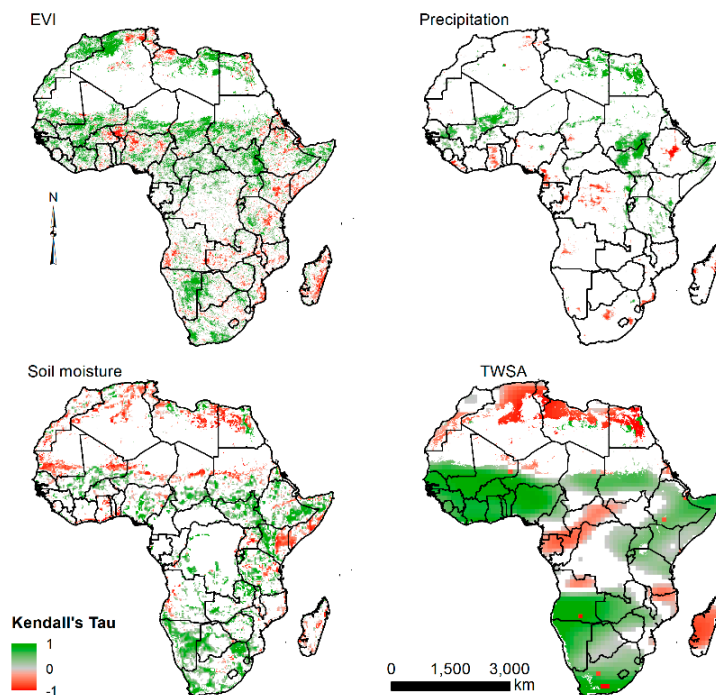 EVI
Precipitation
N
Soil moisture
TWSA
Kendall's Tau
1
0
-1
0 1,500 3,000
km